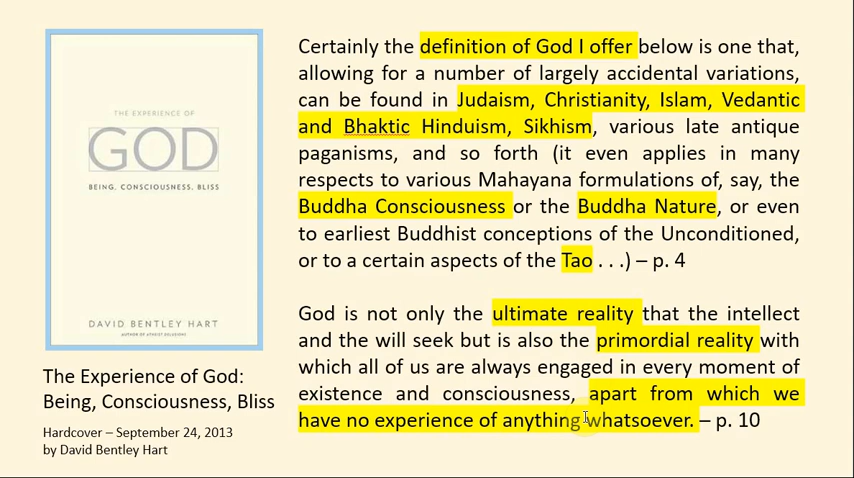 THE EXPERIENCE OF
GOD
BEING, CONSCIOUSNESS, BLISS
DAVID BENTLEY HART
AUTHOR OF ATHEIST DELUSIONS
The Experience of God:
Being, Consciousness, Bliss
Hardcover – September 24, 2013
by David Bentley Hart
Certainly the definition of God I offer below is one that,
allowing for a number of largely accidental variations,
can be found in Judaism, Christianity, Islam, Vedantic
and Bhaktic Hinduism, Sikhism, various late antique
paganisms, and so forth (it even applies in many
respects to various Mahayana formulations of, say, the
Buddha Consciousness or the Buddha Nature, or even
to earliest Buddhist conceptions of the Unconditioned,
or to a certain aspects of the Tao . . .) – p. 4
God is not only the ultimate reality that the intellect
and the will seek but is also the primordial reality with
which all of us are always engaged in every moment of
existence and consciousness, apart from which we
have no experience of anything whatsoever. – p. 10